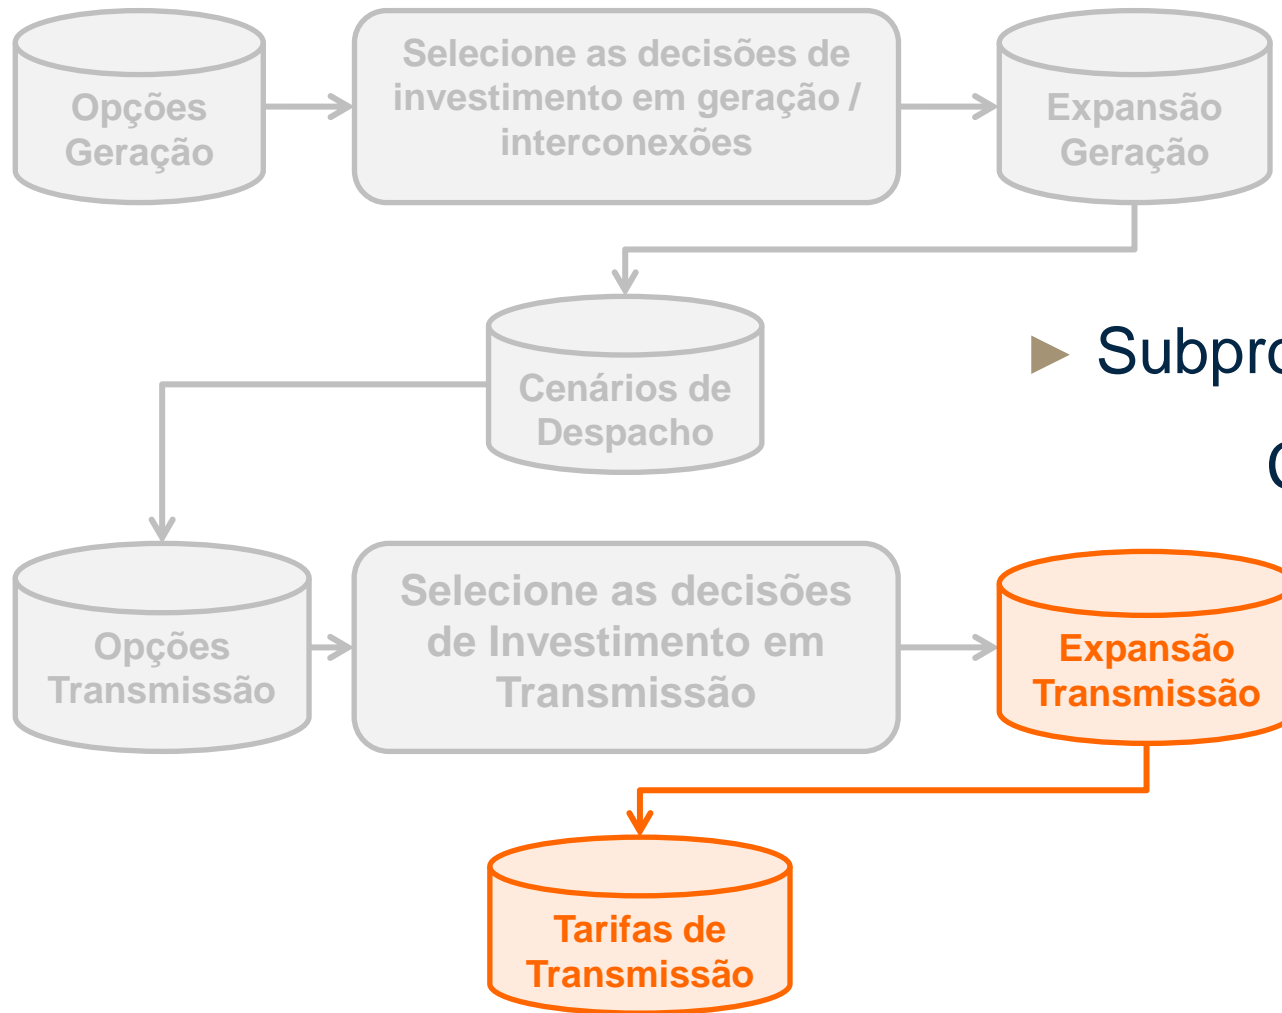 Opções
Geração
Selecione as decisões de
investimento em geração /
interconexões
Expansão
Geração
Cenários de
Despacho
► Subpro
Opções
Transmissão
Selecione as decisões
de Investimento em
Transmissão
Expansão
Transmissão
Tarifas de
Transmissão